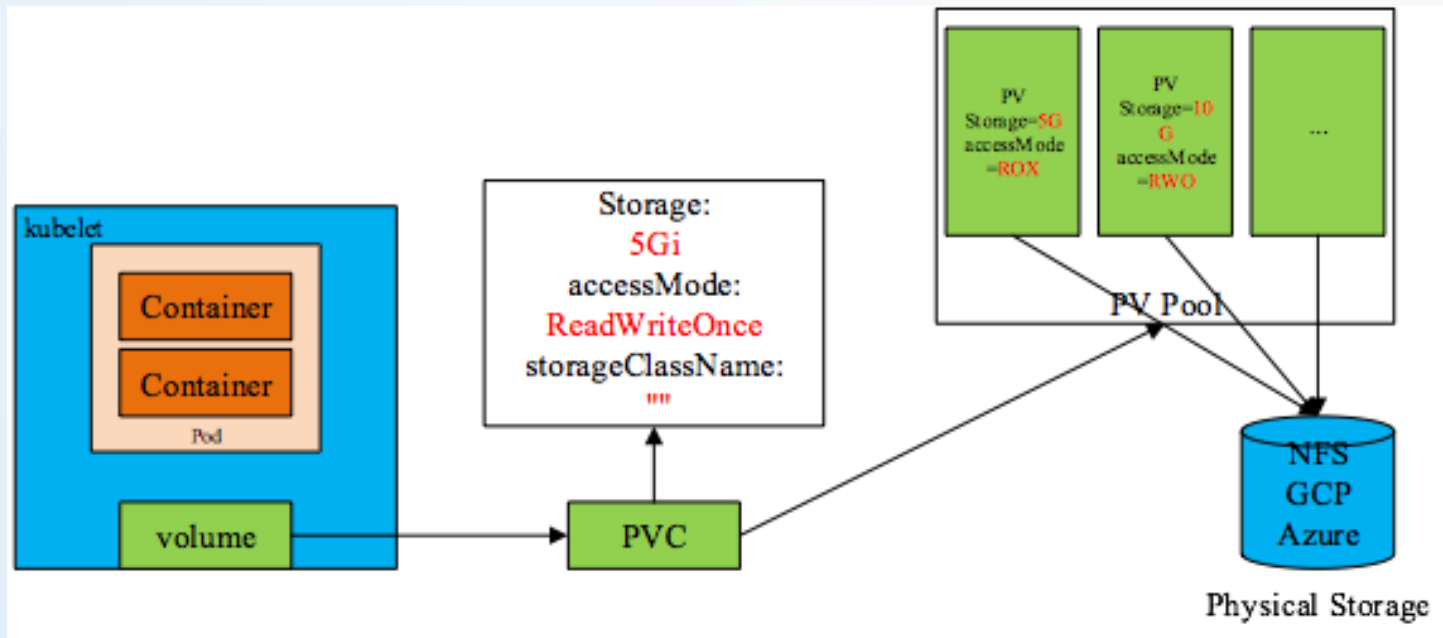 kubelet
Container
Container
Pod
volume
Storage:
5Gi
accessMode:
ReadWriteOnce
storageClassName:
""
PVC
PV
Storage=5G
accessMode
=ROX
PV
Storage=10
G
accessMode
=RWO
...
PV Pool
NFS
GCP
Azure
Physical Storage